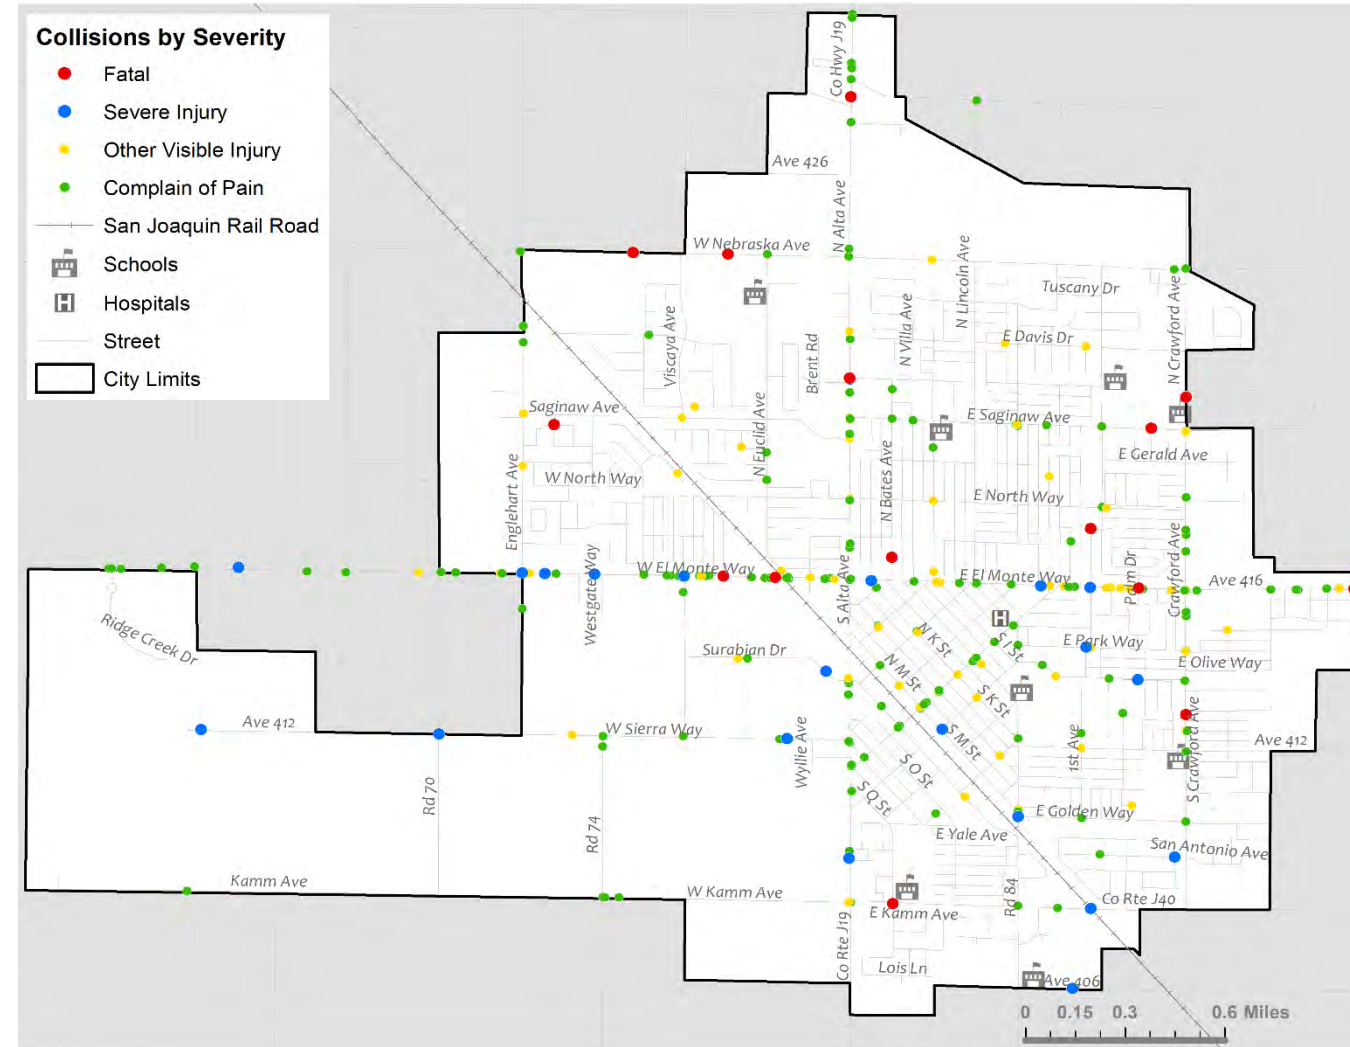 Collisions by Severity
Fatal
Severe Injury
Other Visible Injury
Complain of Pain
San Joaquin Rail Road
Schools
H Hospitals
Street
City Limits
Co Hwy J19
Ave 426
N Alta Ave
W Nebraska Ave
N Lincoln Ave
Tuscany Dr
N Crawford Ave
N Villa Ave
Viscaya Ave
Brent Rd
E Davis Dr
Saginaw Ave
N Euclid Ave
E Saginaw Ave
E Gerald Ave
Englehart Ave
W North Way
N Bates Ave
E North Way
Westgate Way
W El Monte Way
S Alta Ave
E El Monte Way
Palm Dr
Crawford Ave
Ave 416
Ridge Creek Dr
H
N K St
S I St
E Park Way
Surabian Dr
N M St
E Olive Way
S K St
Ave 412
W Sierra Way
Wyllie Ave
S M St
1st Ave
S Crawford Ave
Ave 412
Rd 70
S O St
S Q St
E Golden Way
Rd 74
E Yale Ave
San Antonio Ave
Kamm Ave
W Kamm Ave
Rd 84
Co Rte J40
Co Rte J19
E Kamm Ave
Lois Ln
Ave 406
0 0.15 0.3 0.6 Miles